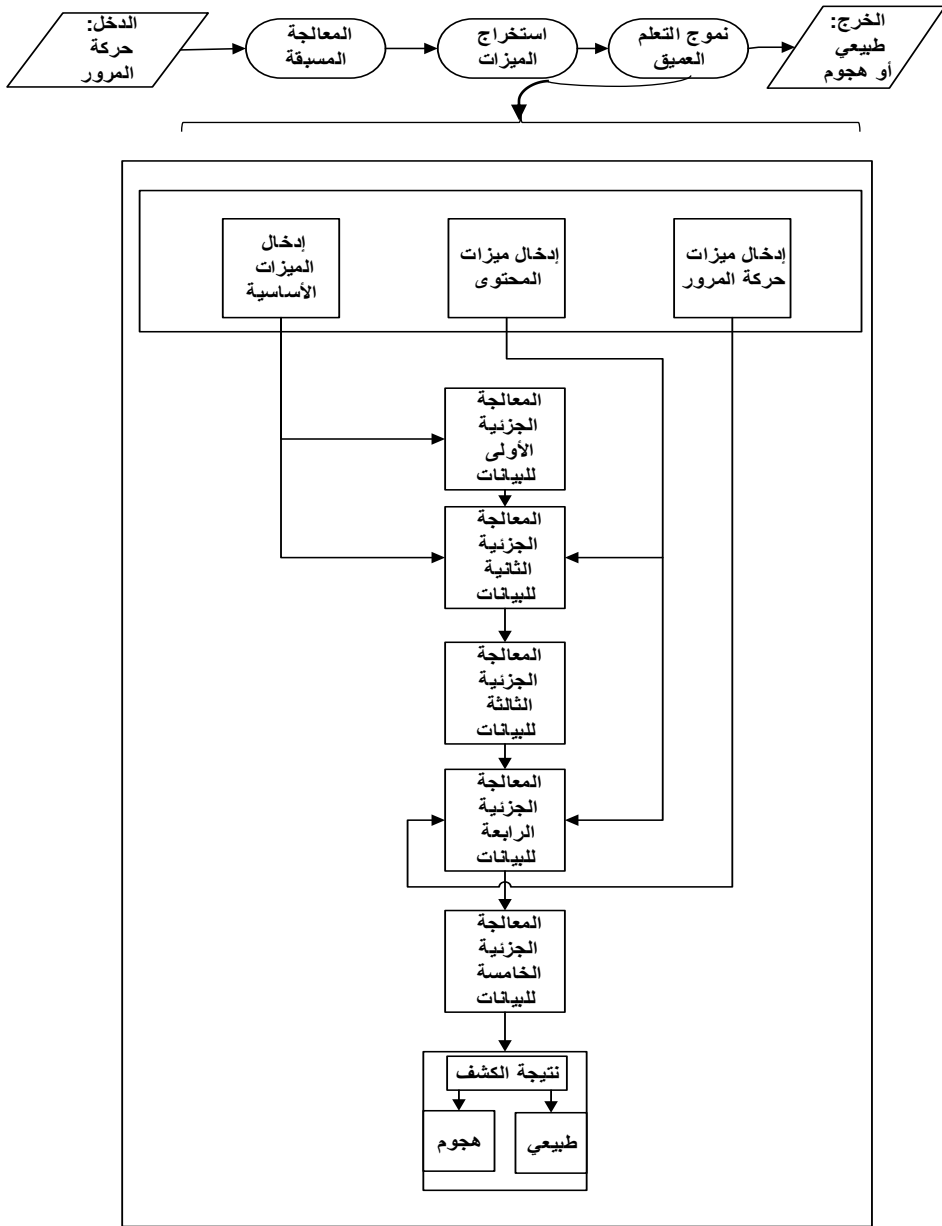 الدخل:
حركة
المرور
المعالجة
المسبقة
استخراج
الميزات
نموج التعلم
العميق
الخرج:
طبيعي
أو هجوم
إدخال
الميزات
الأساسية
إدخال ميزات
المحتوى
إدخال ميزات
حركة المرور
المعالجة
الجزئية
الأولى
للبيانات
المعالجة
الجزئية
الثانية
للبيانات
المعالجة
الجزئية
الثالثة
للبيانات
المعالجة
الجزئية
الرابعة
للبيانات
المعالجة
الجزئية
الخامسة
للبيانات
نتيجة الكشف
هجوم
طبيعي